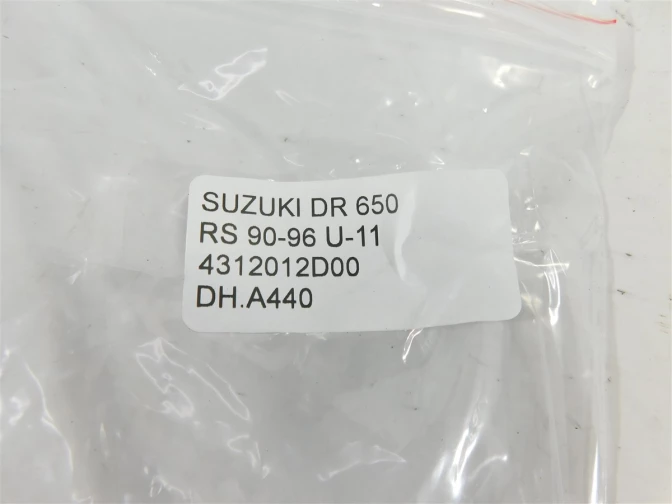 SUZUKI DR 650
RS 90-96 U-11
4312012D00
DH.A440